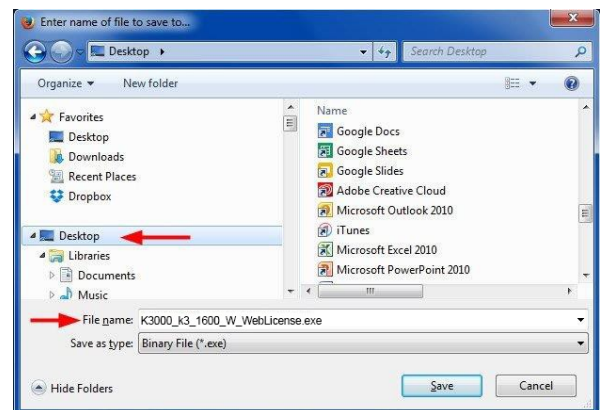 Enter name of file to save to...
Desktop
Search Desktop
Organize
New folder
Favorites
Desktop
Downloads
Recent Places
Dropbox
Desktop
Libraries
Documents
Music
Name
Google Docs
Google Sheets
Google Slides
Adobe Creative Cloud
Microsoft Outlook 2010
iTunes
Microsoft Excel 2010
Microsoft PowerPoint 2010
File name: K3000_k3_1600_W_WebLicense.exe
Save as type: Binary File (*.exe)
Hide Folders
Save
Cancel